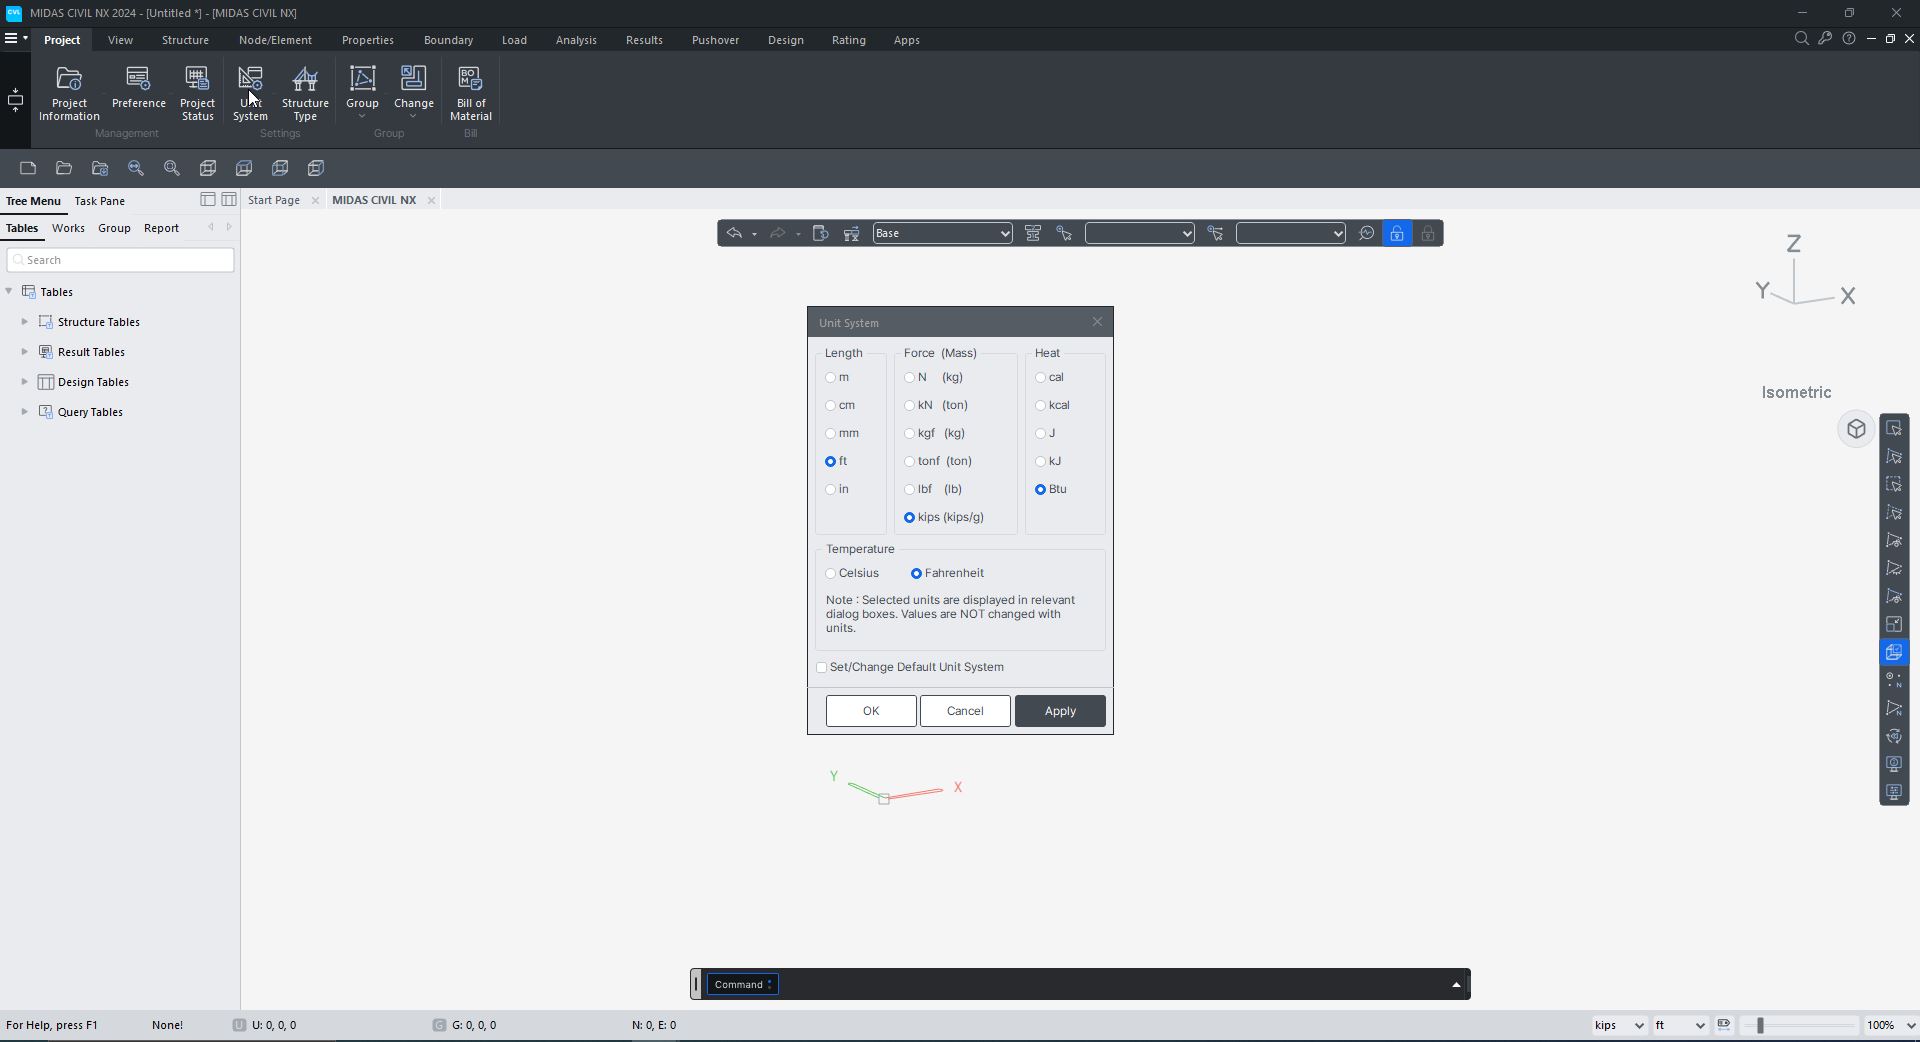 MIDAS CIVIL NX 2024 - [Untitled *] - [MIDAS CIVIL NX]
Project View Structure Node/Element Properties Boundary Load Analysis Results Pushover Design Rating Apps
Project Information
Preference
Project Status
Unit System
Structure Type
Group
Change
Bill of Material
Management Settings Group Bill
Tree Menu Task Pane
Start Page MIDAS CIVIL NX
Tables Works Group Report
Base
Search
Tables
Structure Tables
Result Tables
Design Tables
Query Tables
Z
Y X
Isometric
Unit System
Length Force (Mass) Heat
m N (kg) cal
cm kN (ton) kcal
mm kgf (kg) J
ft tonf (ton) kJ
in lbf (lb) Btu
kips (kips/g)
Temperature
Celsius Fahrenheit
Note : Selected units are displayed in relevant
dialog boxes. Values are NOT changed with
units.
Set/Change Default Unit System
OK Cancel Apply
Y X
Command :
For Help, press F1 None! U U: 0, 0, 0 G G: 0, 0, 0 N: 0, E: 0 kips ft 100%